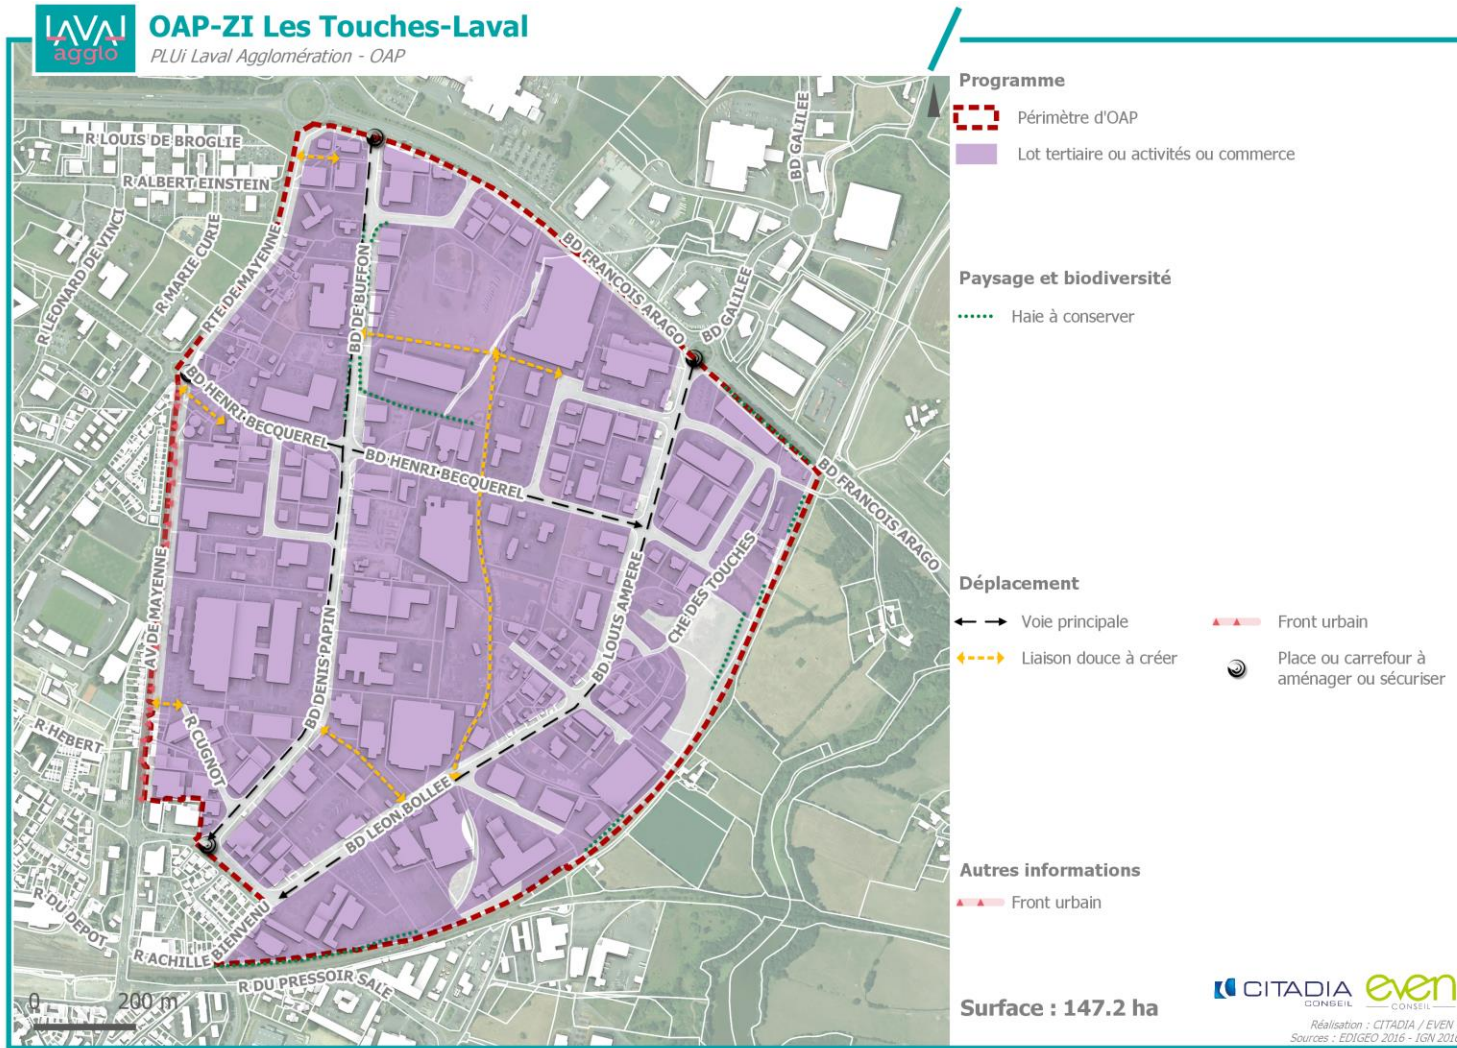 LAVAL
agglo
OAP-ZI Les Touches-Laval
PLUi Laval Agglomération - OAP
R LOUIS DE BROGLIE
R ALBERT EINSTEIN
R LEONARD DE VINCI
R MARIE CURIE
RTE DE MAYENNE
BD DE BUFFON
BD FRANCOIS ARAGO
BD GALILEE
BD GALILEE
BD HENRI BECQUEREL
BD HENRI BECQUEREL
BD FRANCOIS ARAGO
AV DE MAYENNE
BD DENIS PAPIN
BD LOUIS AMPERE
CHE DES TOUCHES
R HEBERT
R CUGNOT
BD LEON BOLLEE
R DU DEPOT
R ACHILLE BIENVENU
R DU PRESSOIR SALE
0 200 m
Programme
Périmètre d'OAP
Lot tertiaire ou activités ou commerce
Paysage et biodiversité
Haie à conserver
Déplacement
Voie principale
Front urbain
Liaison douce à créer
Place ou carrefour à
aménager ou sécuriser
Autres informations
Front urbain
Surface : 147.2 ha
CITADIA
CONSEIL
even
CONSEIL
Réalisation : CITADIA / EVEN
Sources : EDIGEO 2016 - IGN 2016